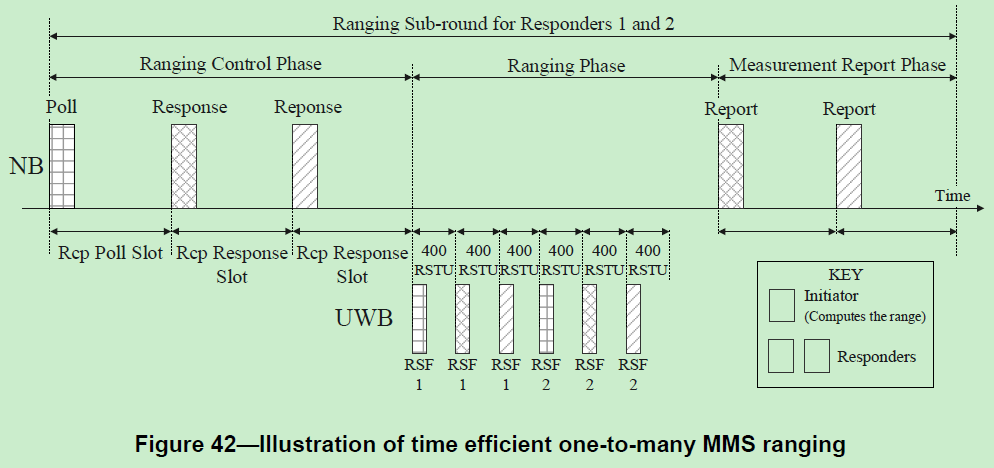 Ranging Sub-round for Responders 1 and 2
Ranging Control Phase
Ranging Phase
Measurement Report Phase
Poll
Response
Reponse
Report
Report
NB
Time
Rcp Poll Slot
Rcp Response
Slot
Rcp Response
Slot
400
RSTU
400
RSTU
400
RSTU
400
RSTU
400
RSTU
400
RSTU
UWB
RSF
1
RSF
1
RSF
1
RSF
2
RSF
2
RSF
2
KEY
Initiator
(Computes the range)
Responders
Figure 42—Illustration of time efficient one-to-many MMS ranging